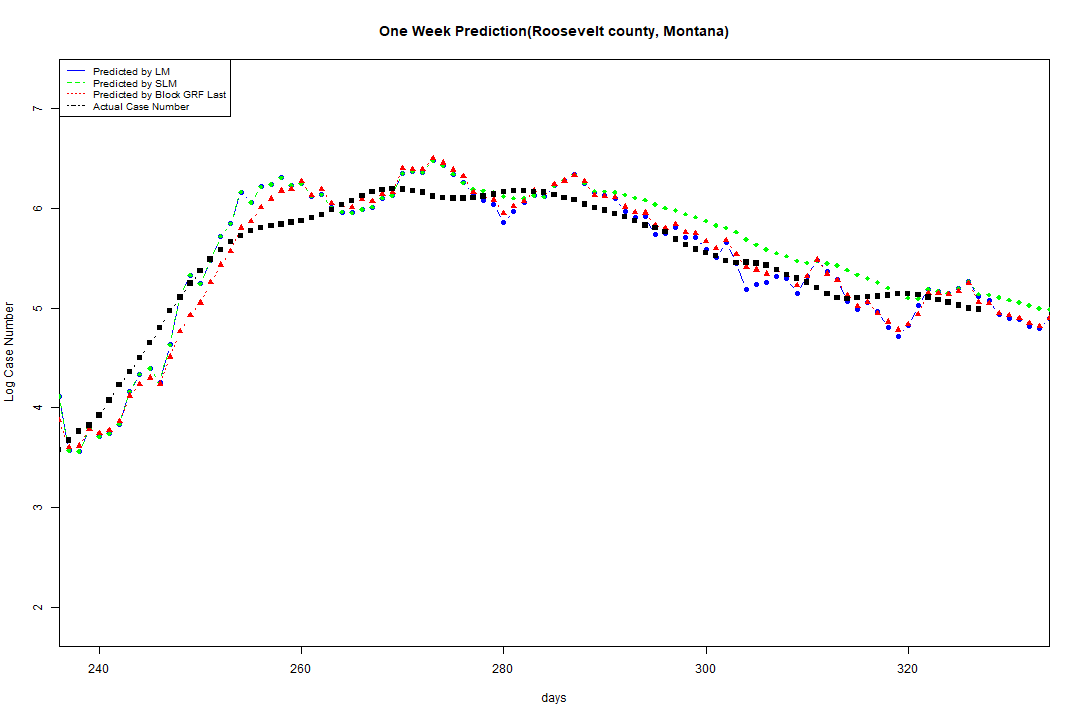 One Week Prediction(Roosevelt county, Montana)
Predicted by LM
Predicted by SLM
Predicted by Block GRF Last
Actual Case Number
7
6
5
4
3
2
Log Case Number
240
260
280
300
320
days